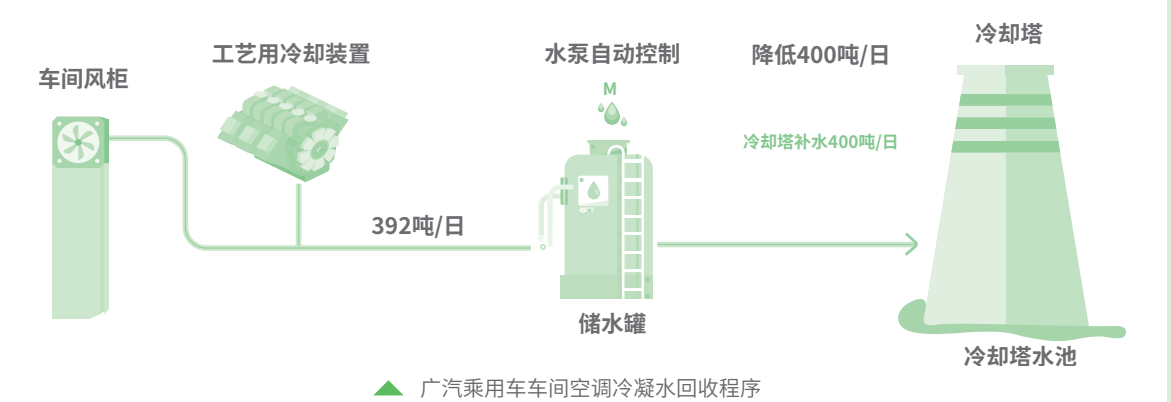 冷却塔
工艺用冷却装置
水泵自动控制
降低400吨/日
车间风柜
M
冷却塔补水400吨/日
392吨/日
储水罐
冷却塔水池
广汽乘用车车间空调冷凝水回收程序